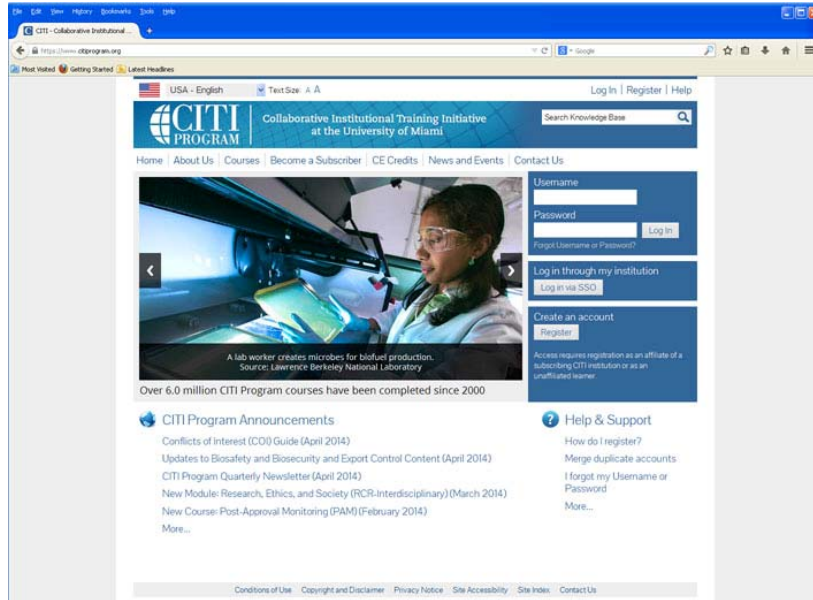 File Edit View History Bookmarks Tools Help
CITI - Collaborative Institutional ...
https://www.citiprogram.org
Google
Most Visited Getting Started Latest Headlines
USA - English Text Size: A A Log In | Register | Help
CITI
PROGRAM
Collaborative Institutional Training Initiative
at the University of Miami
Search Knowledge Base
Home About Us Courses Become a Subscriber CE Credits News and Events Contact Us
A lab worker creates microbes for biofuel production.
Source: Lawrence Berkeley National Laboratory
Over 6.0 million CITI Program courses have been completed since 2000
Username
Password
Log In
Forgot Username or Password?
Log in through my institution
Log in via SSO
Create an account
Register
Access requires registration as an affiliate of a
subscribing CITI institution or as an
unaffiliated learner.
CITI Program Announcements
Conflicts of Interest (COI) Guide (April 2014)
Updates to Biosafety and Biosecurity and Export Control Content (April 2014)
CITI Program Quarterly Newsletter (April 2014)
New Module: Research, Ethics, and Society (RCR-Interdisciplinary) (March 2014)
New Course: Post-Approval Monitoring (PAM) (February 2014)
More...
Help & Support
How do I register?
Merge duplicate accounts
I forgot my Username or
Password
More...
Conditions of Use Copyright and Disclaimer Privacy Notice Site Accessibility Site Index Contact Us